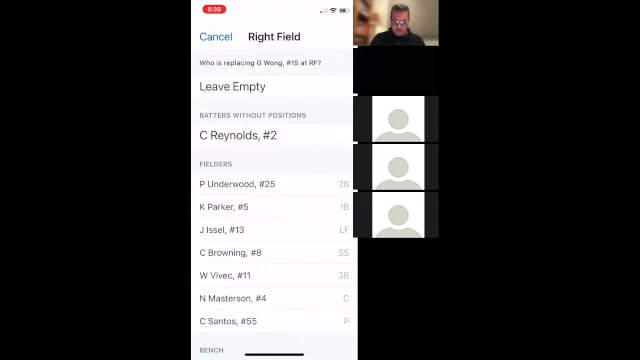 9:39
Cancel Right Field
Who is replacing G Wong, #15 at RF?
Leave Empty
BATTERS WITHOUT POSITIONS
C Reynolds, #2
FIELDERS
P Underwood, #25 2B
K Parker, #5 1B
J Issel, #13 LF
C Browning, #8 SS
W Vivec, #11 3B
N Masterson, #4 C
C Santos, #55 P
BENCH